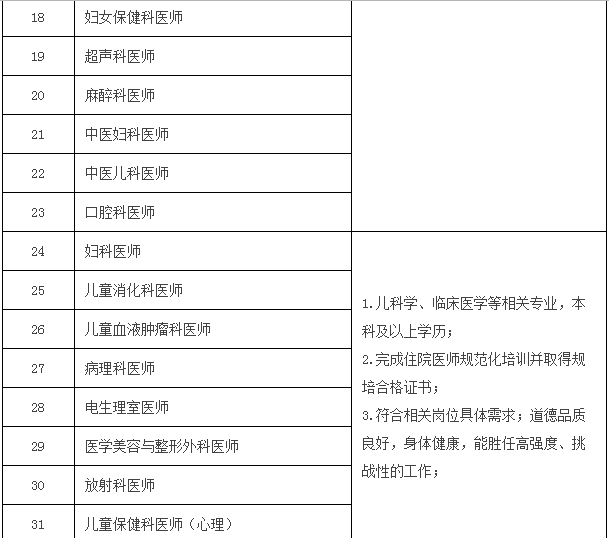 18 妇女保健科医师
19 超声科医师
20 麻醉科医师
21 中医妇科医师
22 中医儿科医师
23 口腔科医师
24 妇科医师
25 儿童消化科医师
26 儿童血液肿瘤科医师
27 病理科医师
28 电生理室医师
29 医学美容与整形外科医师
30 放射科医师
31 儿童保健科医师（心理）
1.儿科学、临床医学等相关专业，本
科及以上学历；
2.完成住院医师规范化培训并取得规
培合格证书；
3.符合相关岗位具体需求；道德品质
良好，身体健康，能胜任高强度、挑
战性的工作；